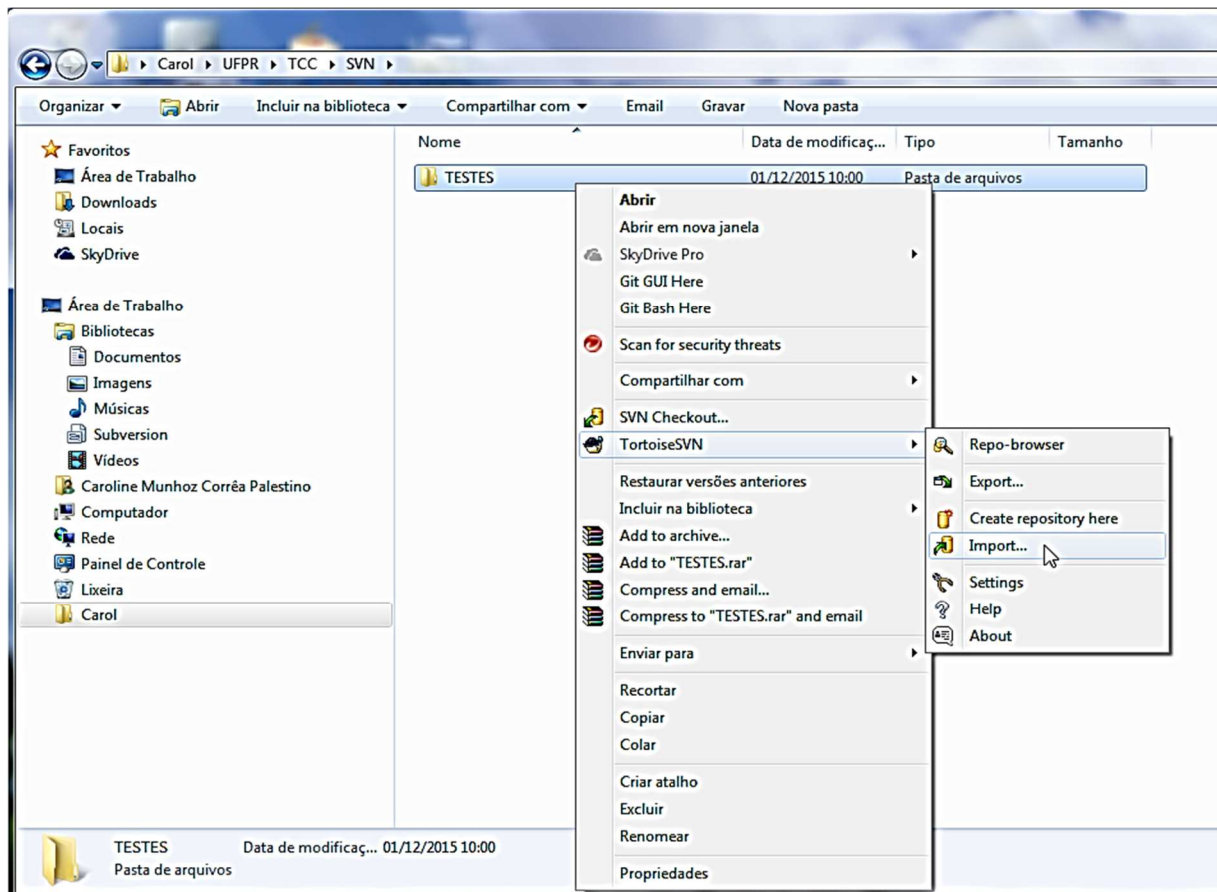 Carol UFPR TCC SVN
Organizar Abrir Incluir na biblioteca Compartilhar com Email Gravar Nova pasta
Favoritos
Área de Trabalho
Downloads
Locais
SkyDrive
Área de Trabalho
Bibliotecas
Documentos
Imagens
Músicas
Subversion
Vídeos
Caroline Munhoz Corrêa Palestino
Computador
Rede
Painel de Controle
Lixeira
Carol
Nome Data de modificaç... Tipo Tamanho
TESTES 01/12/2015 10:00 Pasta de arquivos
Abrir
Abrir em nova janela
SkyDrive Pro
Git GUI Here
Git Bash Here
Scan for security threats
Compartilhar com
SVN Checkout...
TortoiseSVN
Restaurar versões anteriores
Incluir na biblioteca
Add to archive...
Add to "TESTES.rar"
Compress and email...
Compress to "TESTES.rar" and email
Enviar para
Recortar
Copiar
Colar
Criar atalho
Excluir
Renomear
Propriedades
Repo-browser
Export...
Create repository here
Import...
Settings
Help
About
TESTES Data de modificaç... 01/12/2015 10:00
Pasta de arquivos